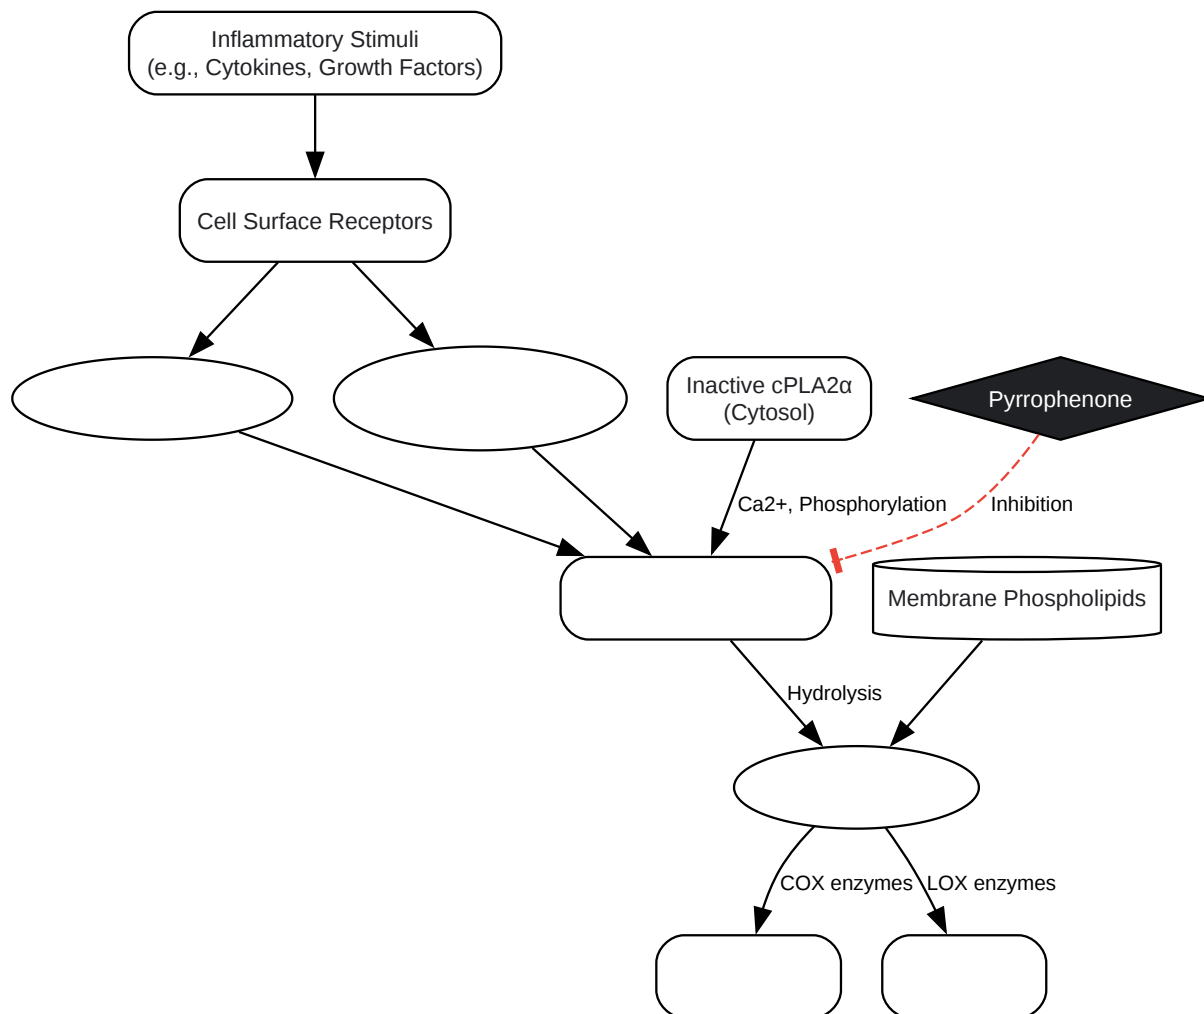 Inflammatory Stimuli
(e.g., Cytokines, Growth Factors)
Cell Surface Receptors
Inactive cPLA2α
(Cytosol)
Pyrrophenone
Ca2+, Phosphorylation
Inhibition
Membrane Phospholipids
Hydrolysis
COX enzymes
LOX enzymes